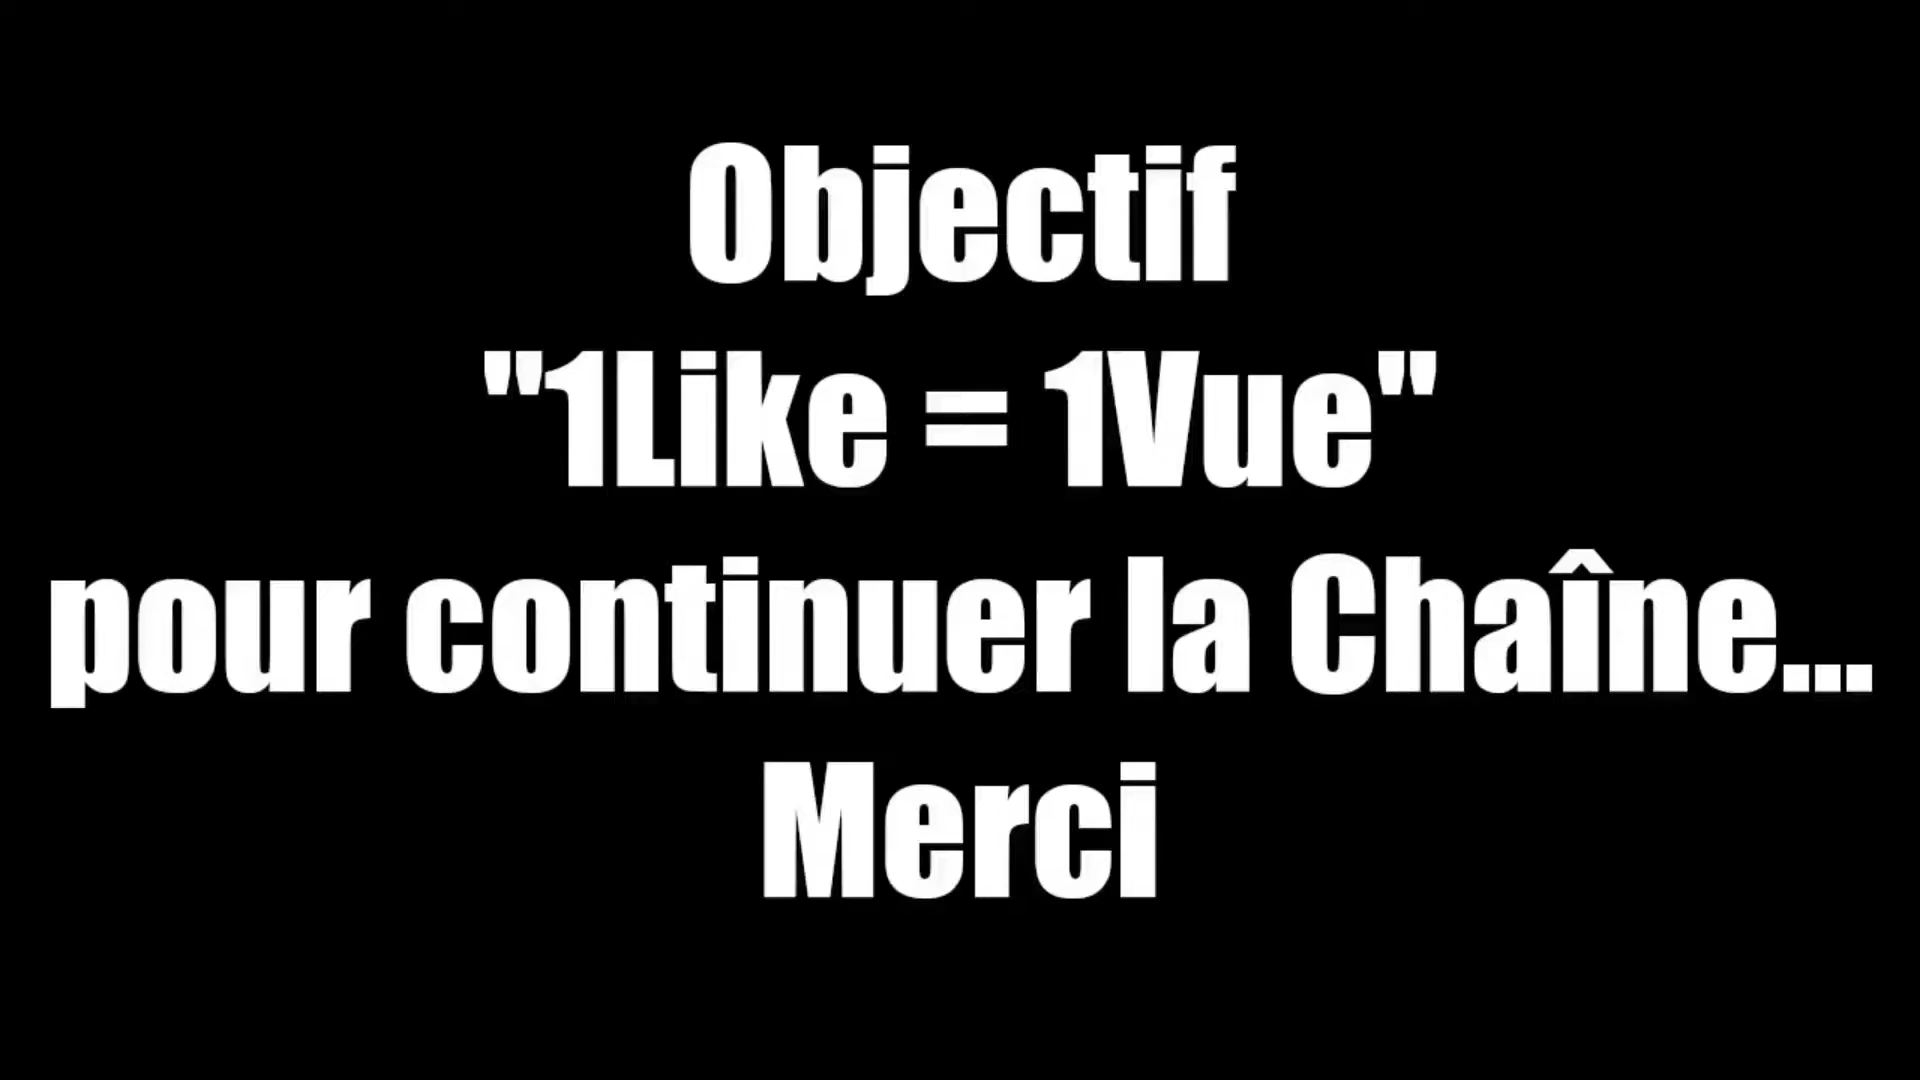 Objectif
"1Like = 1Vue"
pour continuer la Chaîne...
Merci